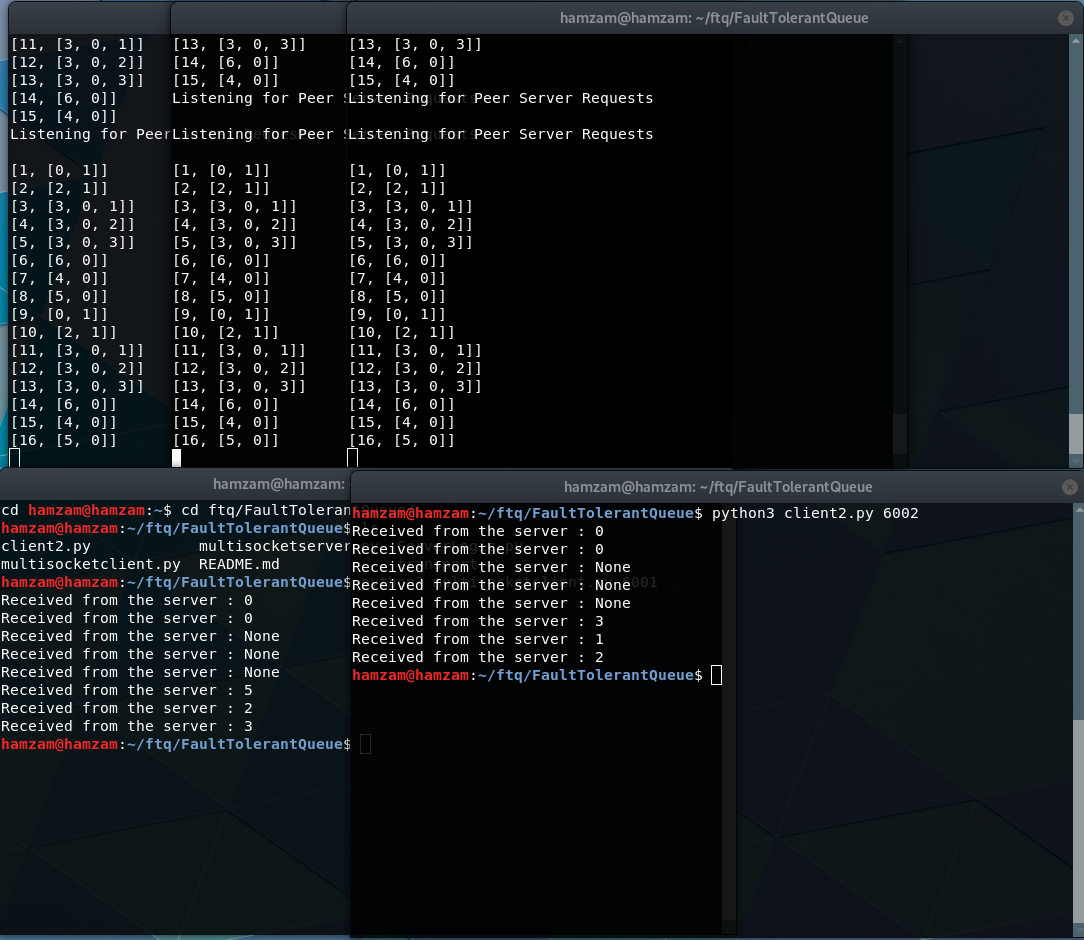 hamzam@hamzam: ~/ftq/FaultTolerantQueue
[11, [3, 0, 1]]
[12, [3, 0, 2]]
[13, [3, 0, 3]]
[14, [6, 0]]
[15, [4, 0]]
Listening for Peer
[1, [0, 1]]
[2, [2, 1]]
[3, [3, 0, 1]]
[4, [3, 0, 2]]
[5, [3, 0, 3]]
[6, [6, 0]]
[7, [4, 0]]
[8, [5, 0]]
[9, [0, 1]]
[10, [2, 1]]
[11, [3, 0, 1]]
[12, [3, 0, 2]]
[13, [3, 0, 3]]
[14, [6, 0]]
[15, [4, 0]]
[16, [5, 0]]
[13, [3, 0, 3]]
[14, [6, 0]]
[15, [4, 0]]
Listening for Peer S
Listening for Peer S
[1, [0, 1]]
[2, [2, 1]]
[3, [3, 0, 1]]
[4, [3, 0, 2]]
[5, [3, 0, 3]]
[6, [6, 0]]
[7, [4, 0]]
[8, [5, 0]]
[9, [0, 1]]
[10, [2, 1]]
[11, [3, 0, 1]]
[12, [3, 0, 2]]
[13, [3, 0, 3]]
[14, [6, 0]]
[15, [4, 0]]
[16, [5, 0]]
[13, [3, 0, 3]]
[14, [6, 0]]
[15, [4, 0]]
Listening for Peer Server Requests
Listening for Peer Server Requests
[1, [0, 1]]
[2, [2, 1]]
[3, [3, 0, 1]]
[4, [3, 0, 2]]
[5, [3, 0, 3]]
[6, [6, 0]]
[7, [4, 0]]
[8, [5, 0]]
[9, [0, 1]]
[10, [2, 1]]
[11, [3, 0, 1]]
[12, [3, 0, 2]]
[13, [3, 0, 3]]
[14, [6, 0]]
[15, [4, 0]]
[16, [5, 0]]
hamzam@hamzam:
cd hamzam@hamzam:~$ cd ftq/FaultToleran
hamzam@hamzam:~/ftq/FaultTolerantQueue$
client2.py multisocketserver
multisocketclient.py README.md
hamzam@hamzam:~/ftq/FaultTolerantQueue$
Received from the server : 0
Received from the server : 0
Received from the server : None
Received from the server : None
Received from the server : None
Received from the server : 5
Received from the server : 2
Received from the server : 3
hamzam@hamzam:~/ftq/FaultTolerantQueue$
hamzam@hamzam: ~/ftq/FaultTolerantQueue
hamzam@hamzam:~/ftq/FaultTolerantQueue$ python3 client2.py 6002
Received from the server : 0
Received from the server : 0
Received from the server : None
Received from the server : None
Received from the server : None
Received from the server : 3
Received from the server : 1
Received from the server : 2
hamzam@hamzam:~/ftq/FaultTolerantQueue$